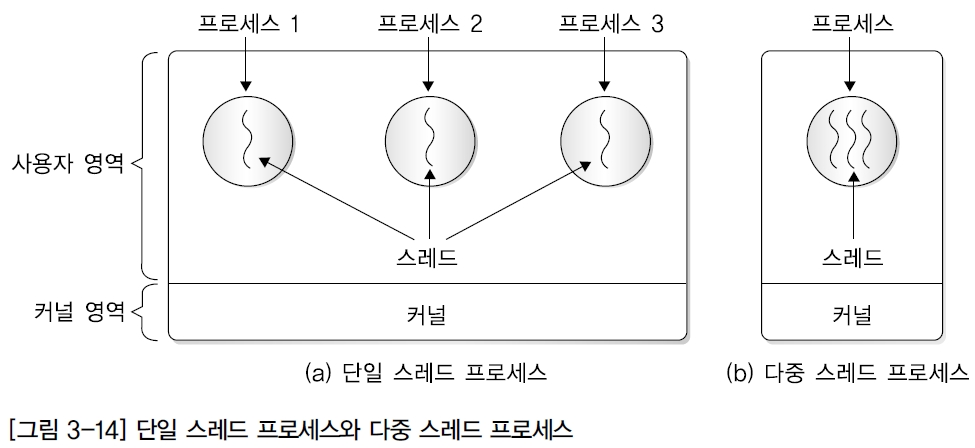 프로세스 1
프로세스 2
프로세스 3
프로세스
사용자 영역
스레드
스레드
커널 영역
커널
커널
(a) 단일 스레드 프로세스
(b) 다중 스레드 프로세스
[그림 3-14] 단일 스레드 프로세스와 다중 스레드 프로세스